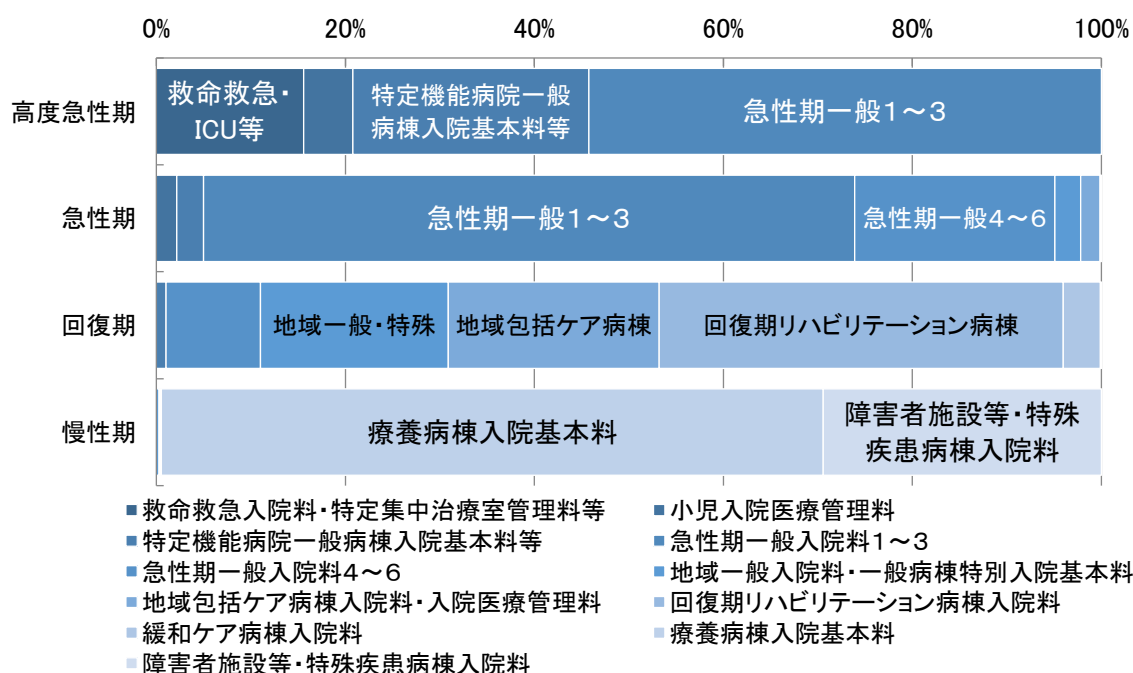 0% 20% 40% 60% 80% 100%
高度急性期
救命救急・
ICU等
特定機能病院一般
病棟入院基本料等
急性期一般１～３
急性期
急性期一般１～３
急性期一般４～６
回復期
地域一般・特殊
地域包括ケア病棟
回復期リハビリテーション病棟
慢性期
療養病棟入院基本料
障害者施設等・特殊
疾患病棟入院料
救命救急入院料・特定集中治療室管理料等
小児入院医療管理料
特定機能病院一般病棟入院基本料等
急性期一般入院料１～３
急性期一般入院料４～６
地域一般入院料・一般病棟特別入院基本料
地域包括ケア病棟入院料・入院医療管理料
回復期リハビリテーション病棟入院料
緩和ケア病棟入院料
療養病棟入院基本料
障害者施設等・特殊疾患病棟入院料